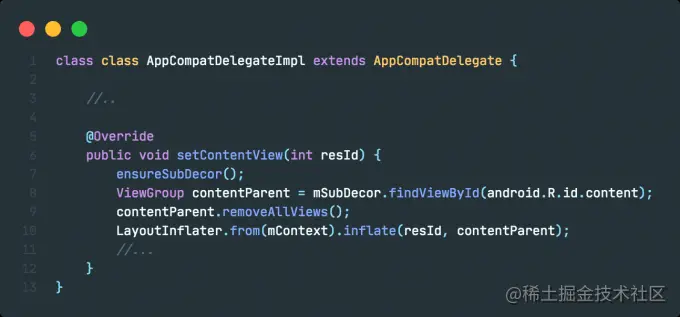 1 class class AppCompatDelegateImpl extends AppCompatDelegate {
2
3 //..
4
5 @Override
6 public void setContentView(int resId) {
7 ensureSubDecor();
8 ViewGroup contentParent = mSubDecor.findViewById(android.R.id.content);
9 contentParent.removeAllViews();
10 LayoutInflater.from(mContext).inflate(resId, contentParent);
11 //...
12 }
13 }
@稀土掘金技术社区